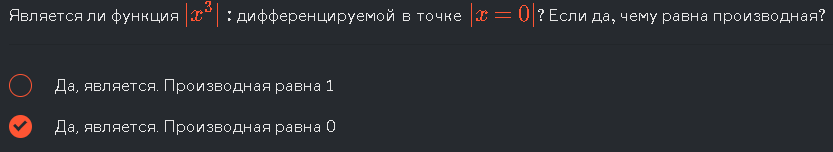 Является ли функция |x³| : дифференцируемой в точке |x = 0|? Если да, чему равна производная?
Да, является. Производная равна 1
Да, является. Производная равна 0